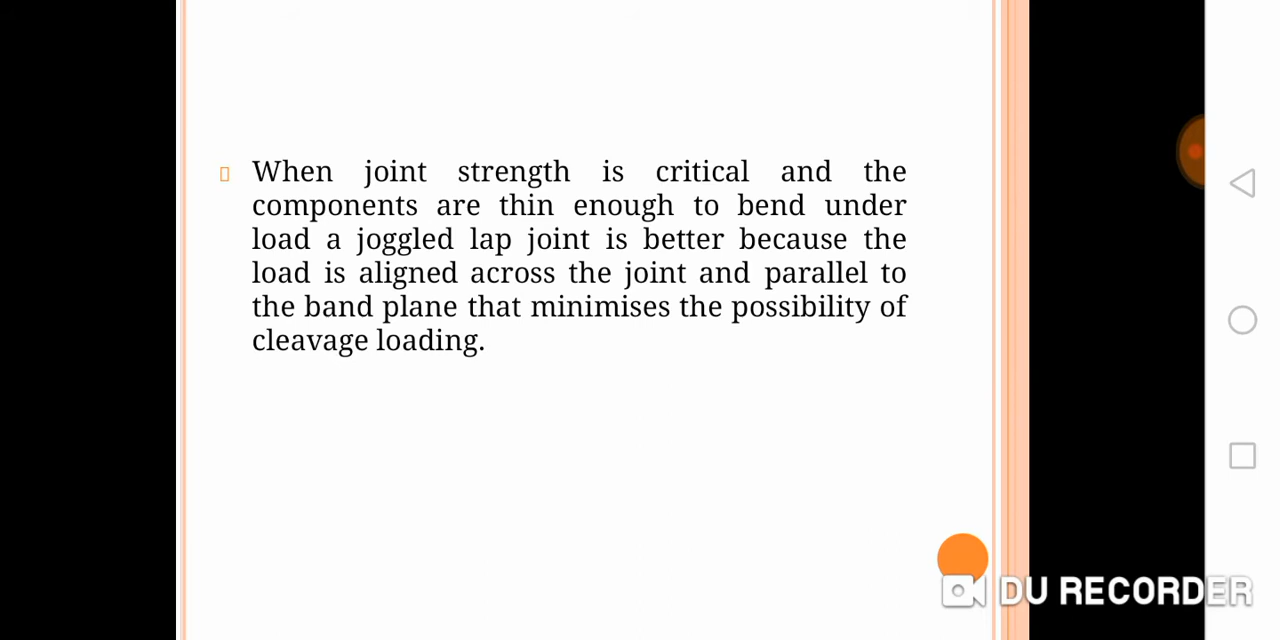 When joint strength is critical and the
components are thin enough to bend under
load a joggled lap joint is better because the
load is aligned across the joint and parallel to
the band plane that minimises the possibility of
cleavage loading.
DU RECORDER